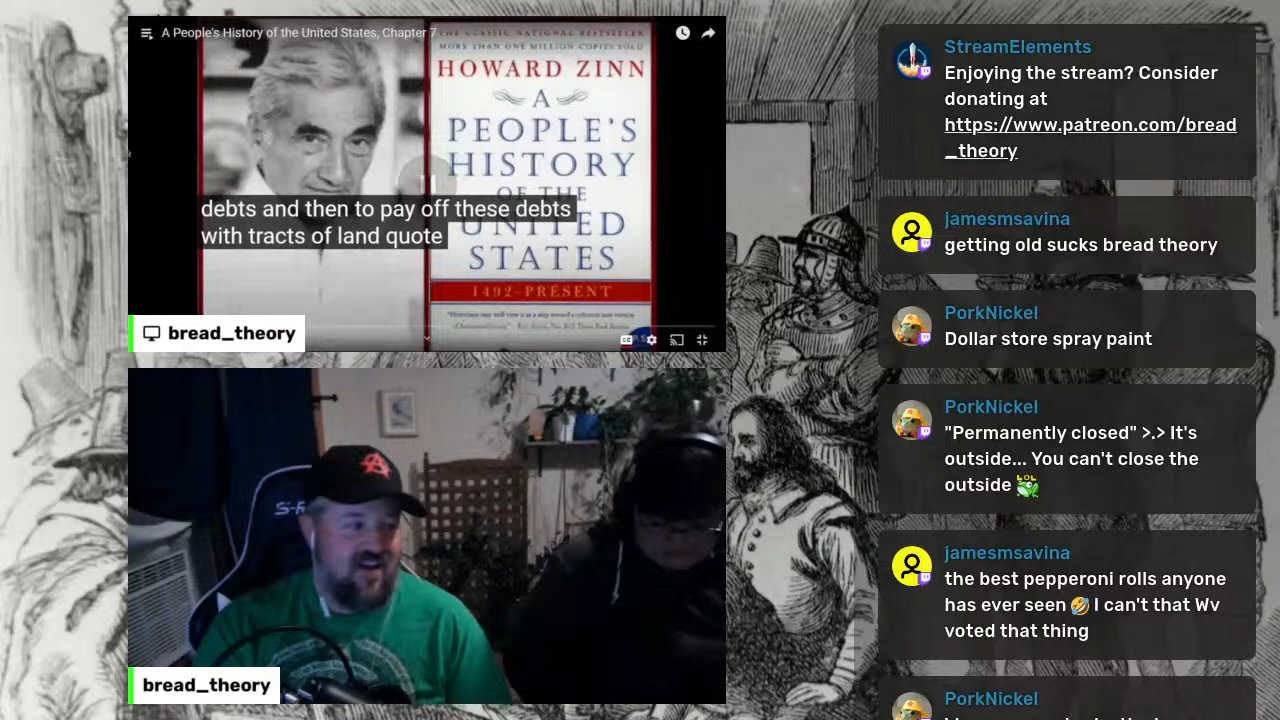 A People's History of the United States, Chapter 7
THE CLASSIC NATIONAL BESTSELLER
MORE THAN ONE MILLION COPIES SOLD
HOWARD ZINN
A
PEOPLE'S
HISTORY
OF THE
UNITED
STATES
1492–PRESENT
debts and then to pay off these debts
with tracts of land quote
bread_theory
bread_theory
StreamElements
Enjoying the stream? Consider
donating at
https://www.patreon.com/bread
_theory
jamesmsavina
getting old sucks bread theory
PorkNickel
Dollar store spray paint
PorkNickel
"Permanently closed" >.> It's
outside... You can't close the
outside
jamesmsavina
the best pepperoni rolls anyone
has ever seen 🤣 I can't that Wv
voted that thing
PorkNickel